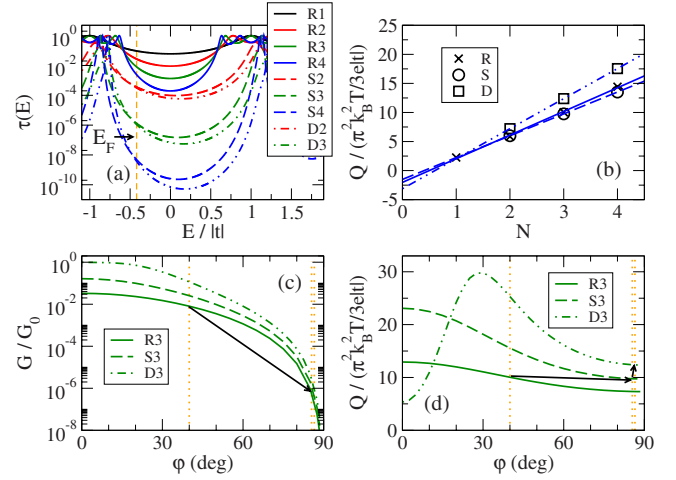 10^0
10^-2
10^-4
10^-6
10^-8
10^-10
τ(E)
E_F
(a)
-1
-0.5
0
0.5
1
E / |t|
R1
R2
R3
R4
S2
S3
S4
D2
D3
25
20
15
10
5
0
-5
Q / (π²k_B²T/3e|t|)
R
S
D
(b)
0
1
2
3
4
N
10^0
10^-2
10^-4
10^-6
10^-8
G / G_0
(c)
R3
S3
D3
0
30
60
90
φ (deg)
30
20
10
0
Q / (π²k_B²T/3e|t|)
R3
S3
D3
(d)
0
30
60
90
φ (deg)